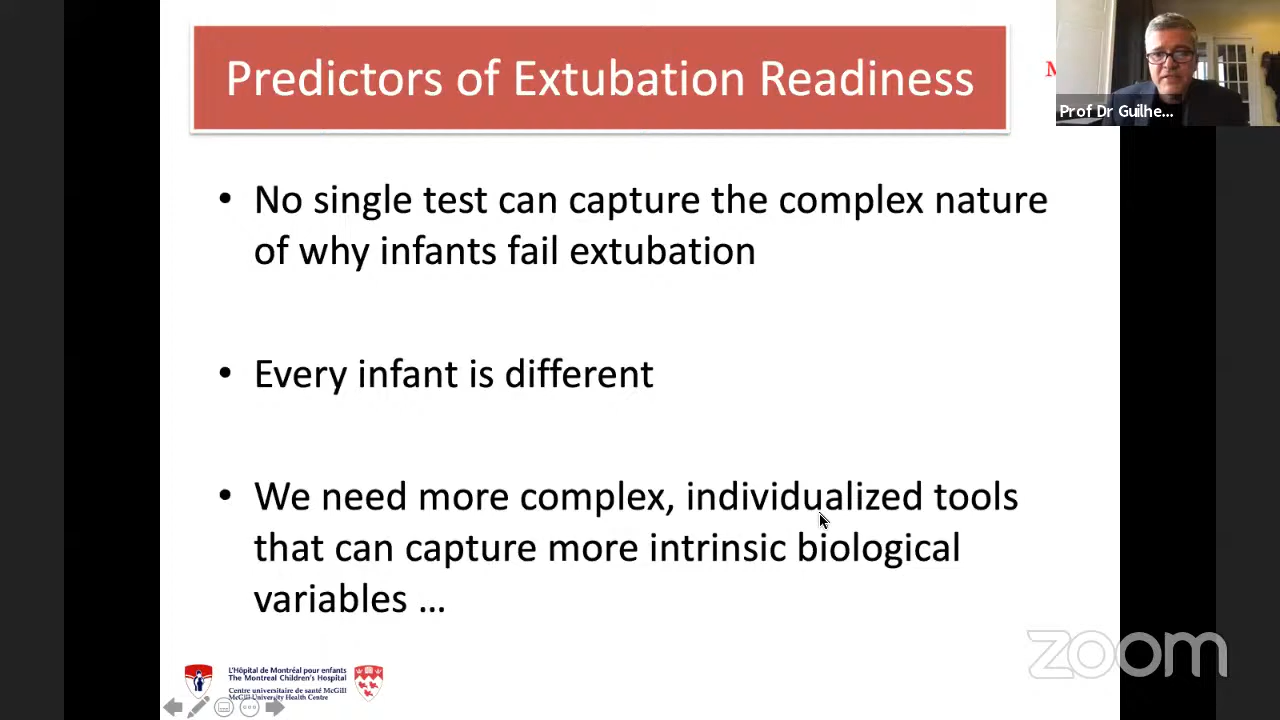 Predictors of Extubation Readiness
M
Prof Dr Guilhe...
• No single test can capture the complex nature
of why infants fail extubation
• Every infant is different
• We need more complex, individualized tools
that can capture more intrinsic biological
variables ...
L'Hôpital de Montréal pour enfants
The Montreal Children's Hospital
Centre universitaire de santé McGill
McGill University Health Centre
zoom